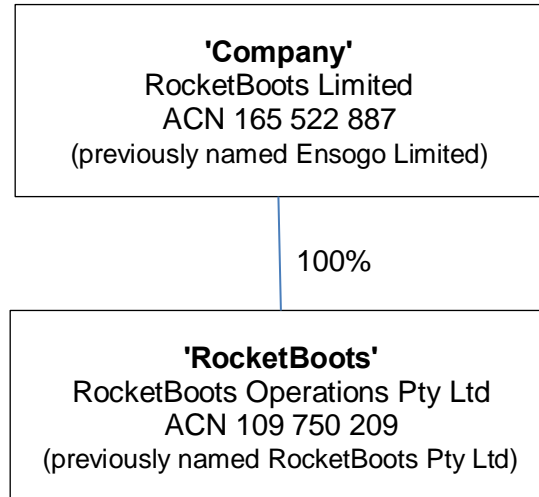 'Company'
RocketBoots Limited
ACN 165 522 887
(previously named Ensogo Limited)
100%
'RocketBoots'
RocketBoots Operations Pty Ltd
ACN 109 750 209
(previously named RocketBoots Pty Ltd)